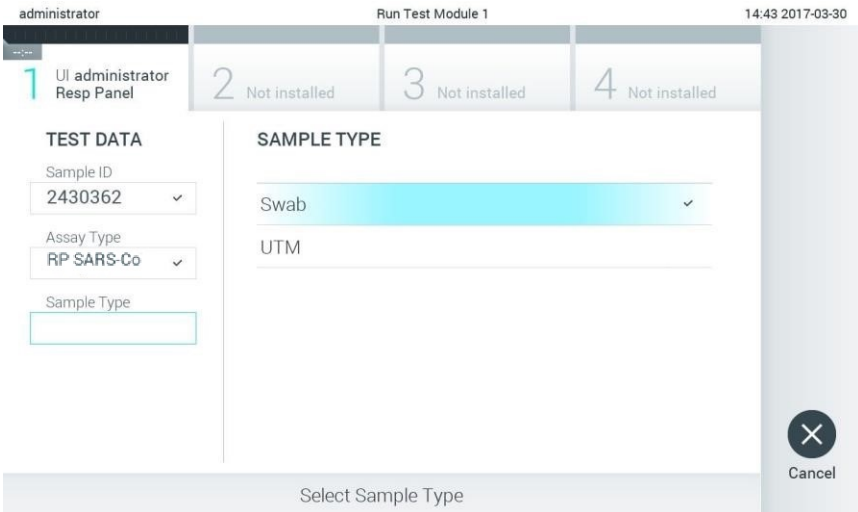 administrator Run Test Module 1 14:43 2017-03-30
--:--
1 UI administrator
Resp Panel
2 Not installed
3 Not installed
4 Not installed
TEST DATA
Sample ID
2430362
Assay Type
RP SARS-Co
Sample Type
SAMPLE TYPE
Swab
UTM
Cancel
Select Sample Type